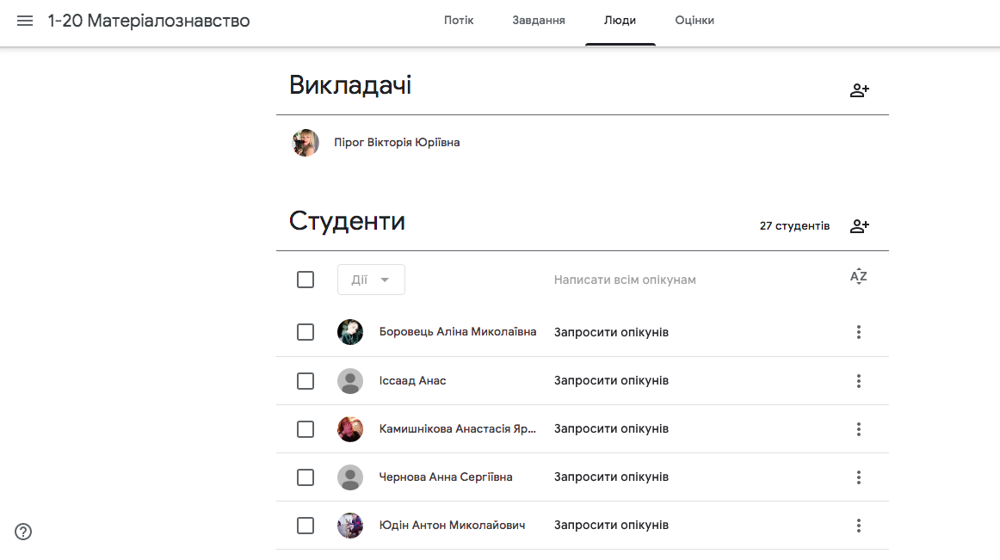 1-20 Матеріалознавство
Потік Завдання Люди Оцінки
Викладачі
Пірог Вікторія Юріївна
Студенти 27 студентів
Дії Написати всім опікунам AZ
Боровець Аліна Миколаївна Запросити опікунів
Іссаад Анас Запросити опікунів
Камишнікова Анастасія Яр... Запросити опікунів
Чернова Анна Сергіївна Запросити опікунів
Юдін Антон Миколайович Запросити опікунів